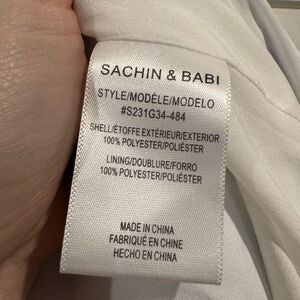 SACHIN & BABI
STYLE/MODÈLE/MODELO
#S231G34-484
SHELL/ÉTOFFE EXTÉRIEUR/EXTERIOR
100% POLYESTER/POLIÉSTER
LINING/DOUBLURE/FORRO
100% POLYESTER/POLIÉSTER
MADE IN CHINA
FABRIQUÉ EN CHINE
HECHO EN CHINA